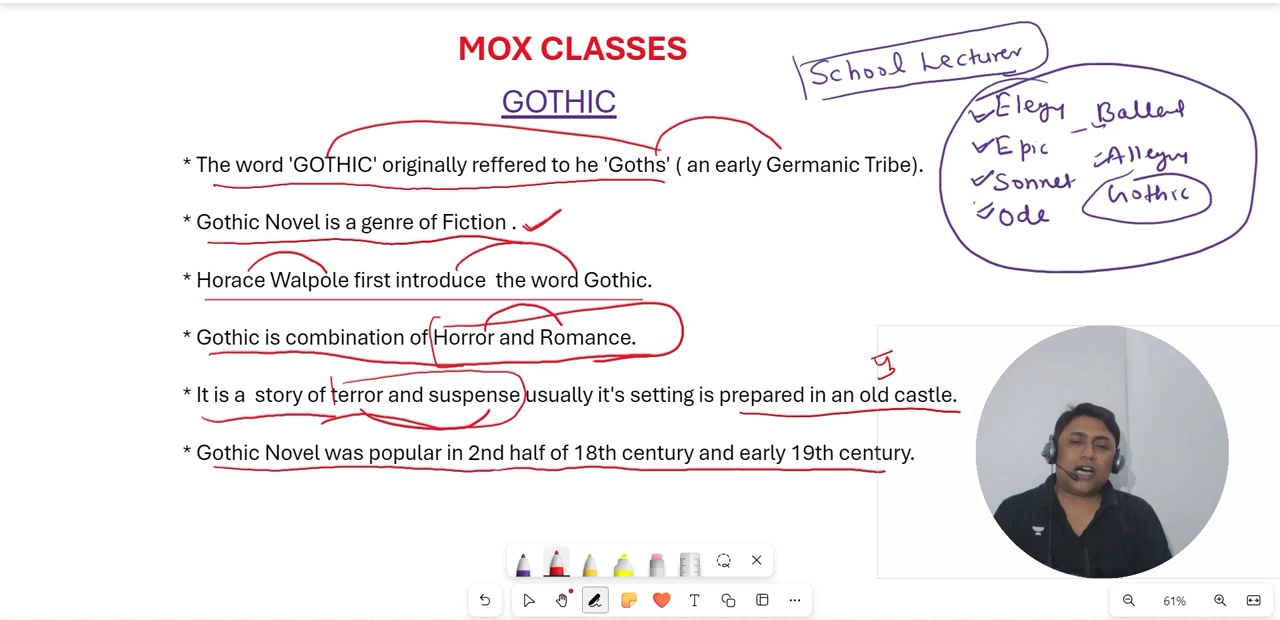 MOX CLASSES
GOTHIC
* The word 'GOTHIC' originally reffered to he 'Goths' ( an early Germanic Tribe).
* Gothic Novel is a genre of Fiction .
* Horace Walpole first introduce the word Gothic.
* Gothic is combination of Horror and Romance.
* It is a story of terror and suspense usually it's setting is prepared in an old castle.
* Gothic Novel was popular in 2nd half of 18th century and early 19th century.
School Lecturer
Elegy
Epic
Sonnet
Ode
Ballad
Allegry
Gothic
T
61%